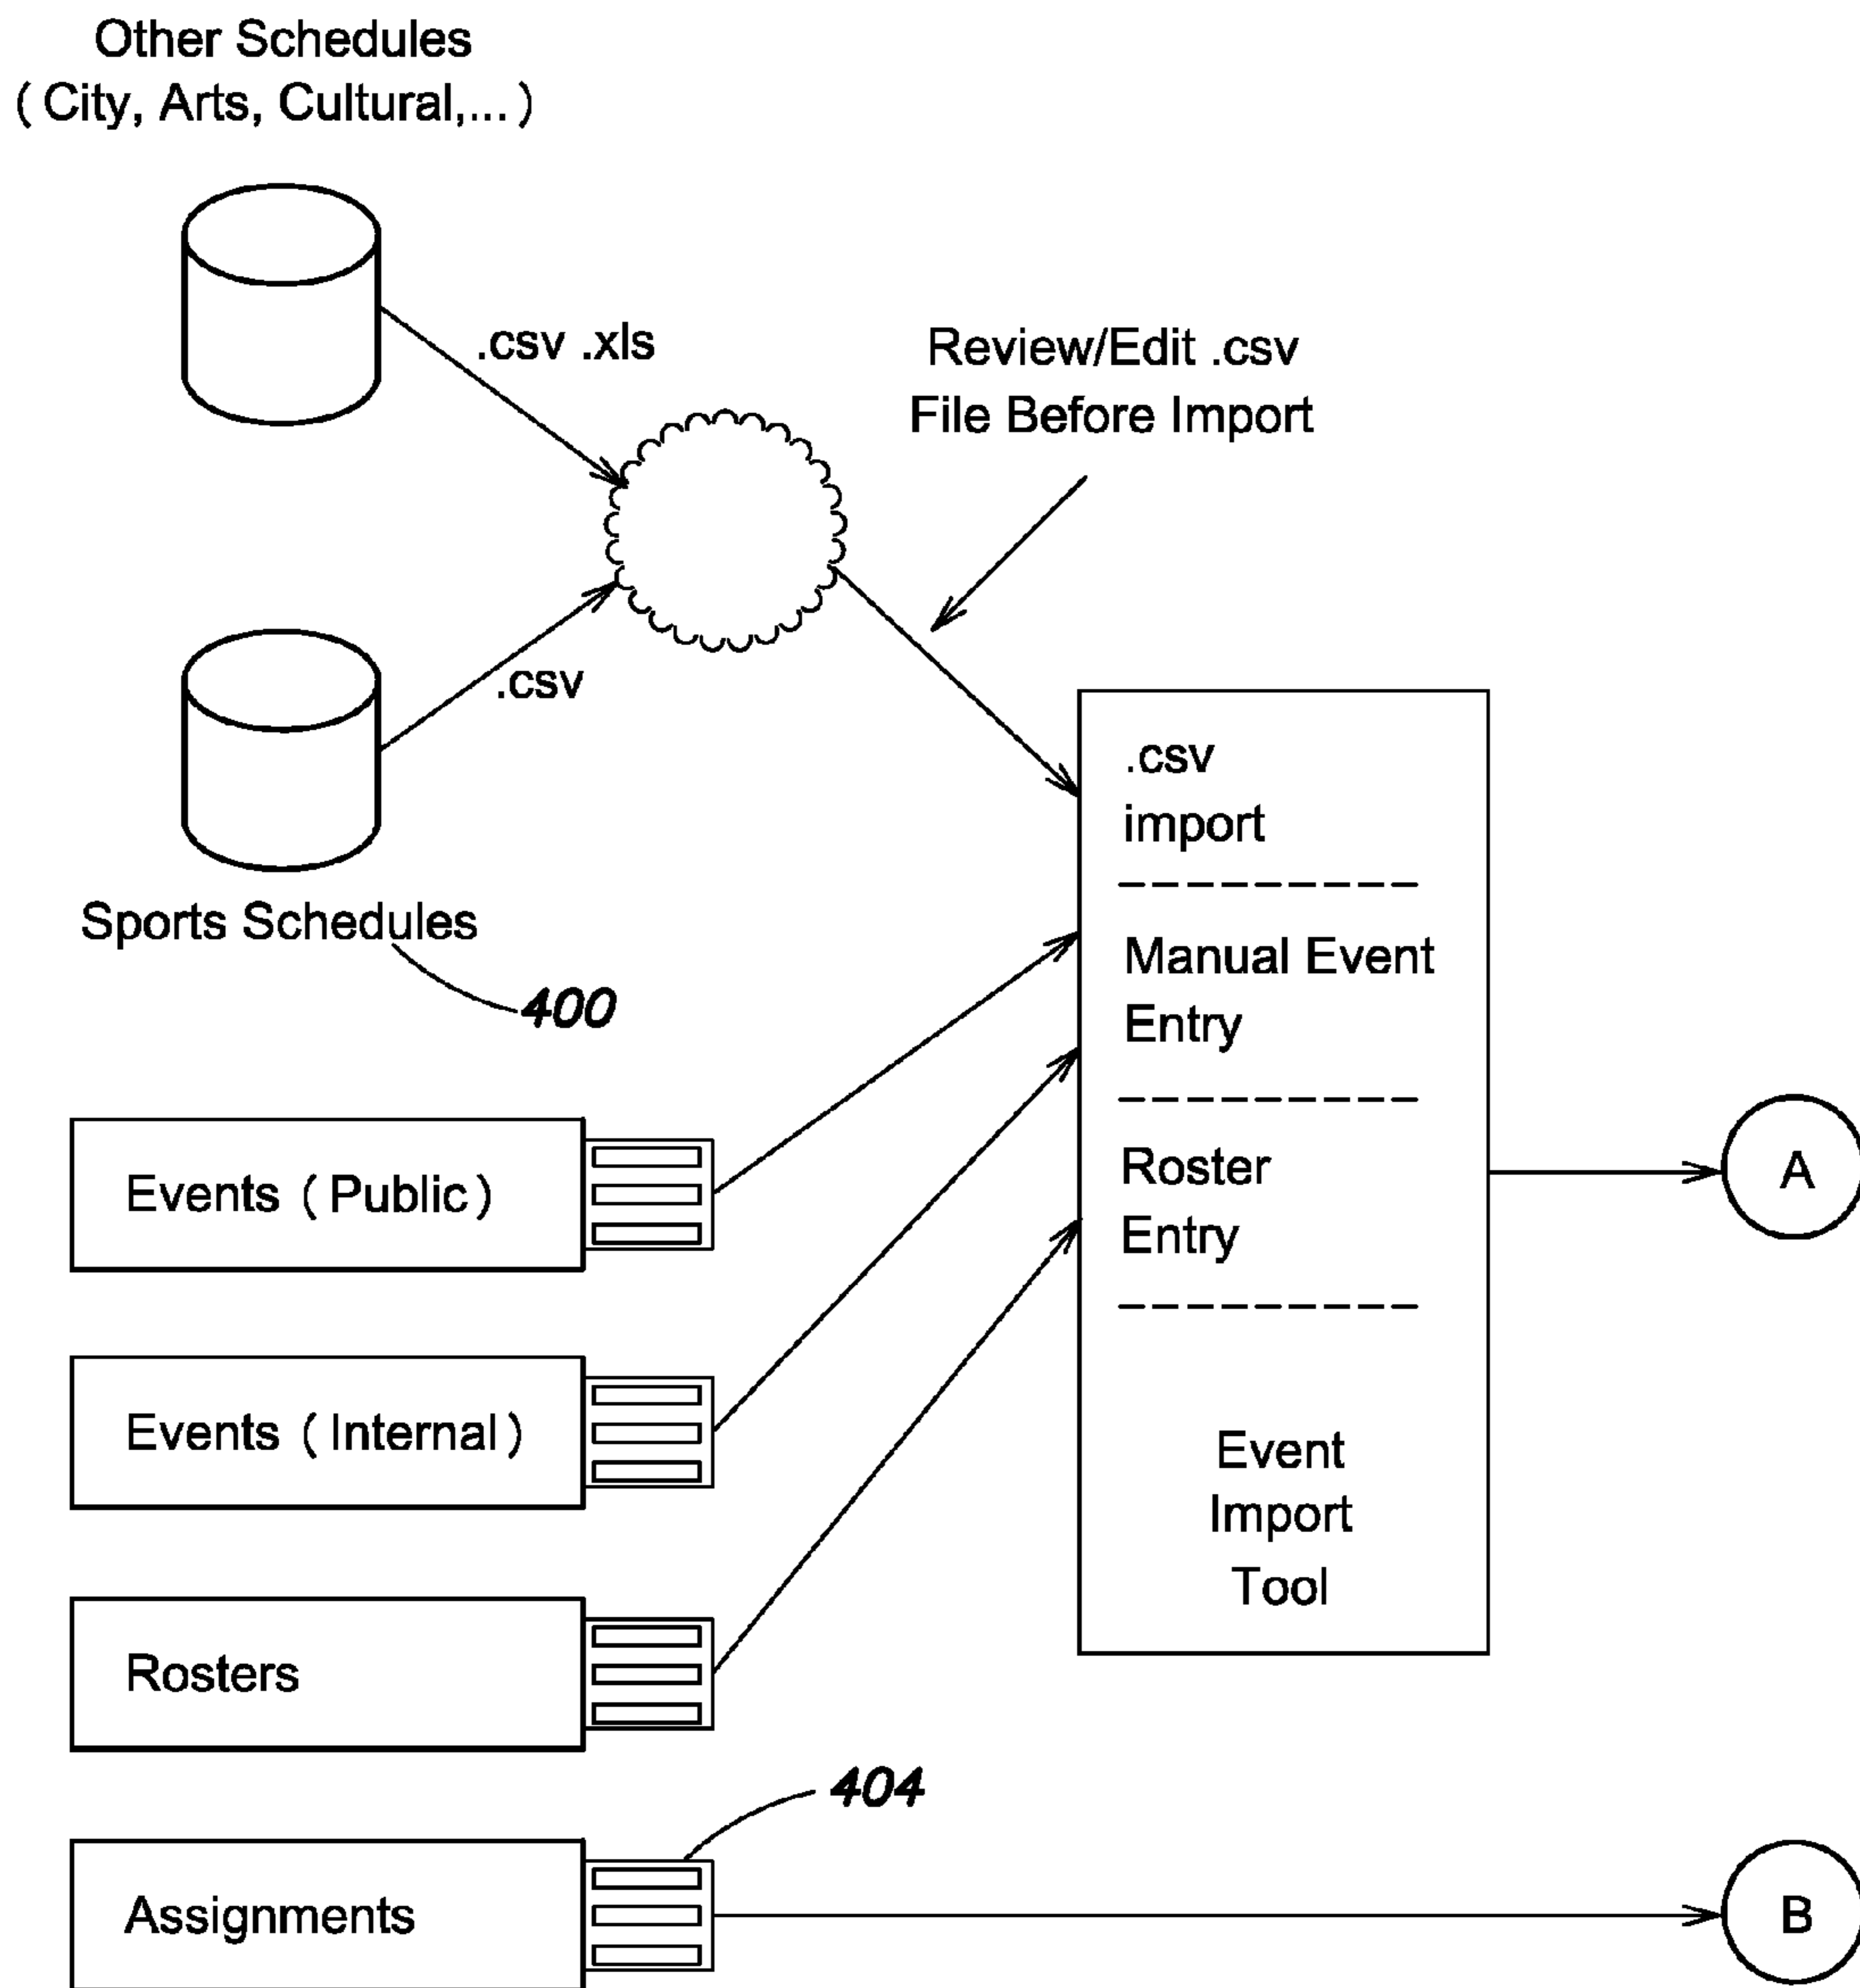 Other Schedules
( City, Arts, Cultural,... )
.csv .xls
Review/Edit .csv
File Before Import
.csv
Sports Schedules
400
.csv
import
Manual Event
Entry
Roster
Entry
Event
Import
Tool
Events ( Public )
Events ( Internal )
Rosters
404
Assignments
A
B